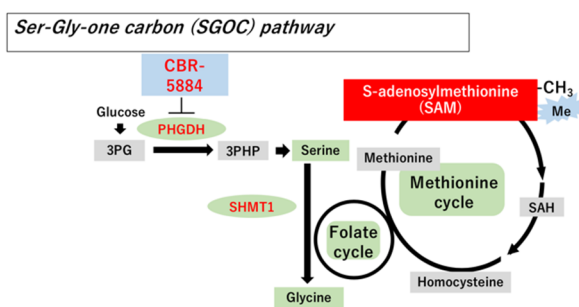 Ser-Gly-one carbon (SGOC) pathway
CBR-
5884
Glucose
PHGDH
3PG
3PHP
Serine
S-adenosylmethionine
(SAM)
-CH₃
Me
Methionine
Methionine
cycle
SAH
SHMT1
Folate
cycle
Homocysteine
Glycine